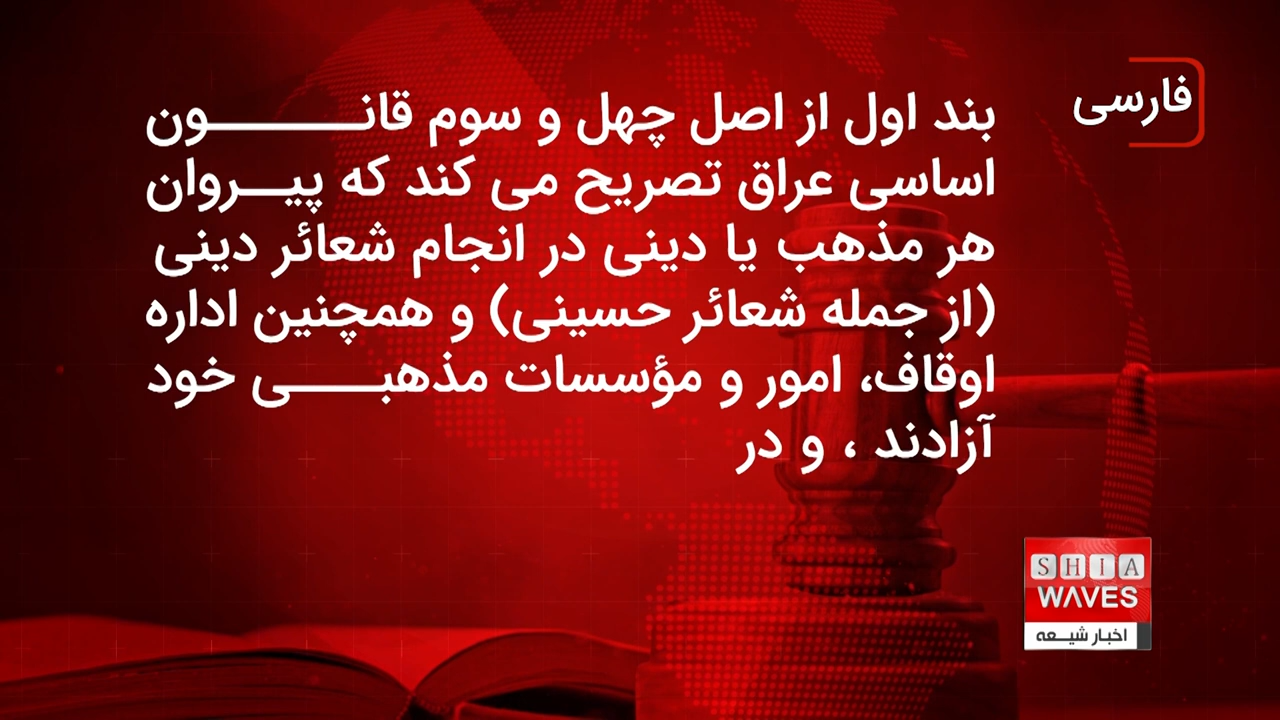 فارسی
بند اول از اصل چهل و سوم قانـــــــــون
اساسی عراق تصریح می کند که پیـــروان
هر مذهب یا دینی در انجام شعائر دینی
(از جمله شعائر حسینی) و همچنین اداره
اوقاف، امور و مؤسسات مذهبـــــی خود
آزادند ، و در
SHIA
WAVES
اخبار شیـــعه